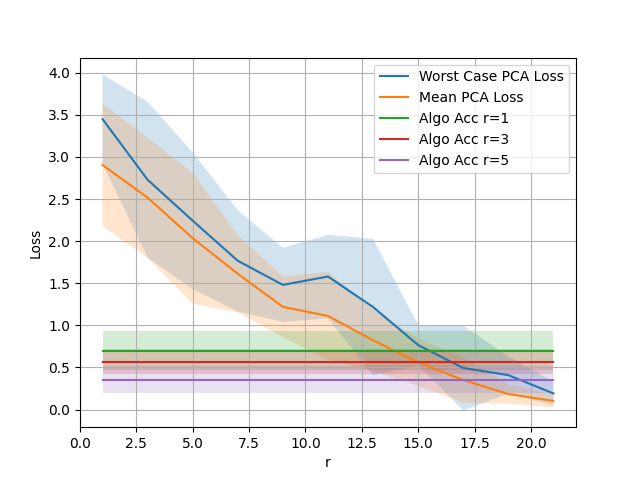 Worst Case PCA Loss
Mean PCA Loss
Algo Acc r=1
Algo Acc r=3
Algo Acc r=5
4.0
3.5
3.0
2.5
2.0
1.5
1.0
0.5
0.0
Loss
0.0 2.5 5.0 7.5 10.0 12.5 15.0 17.5 20.0
r